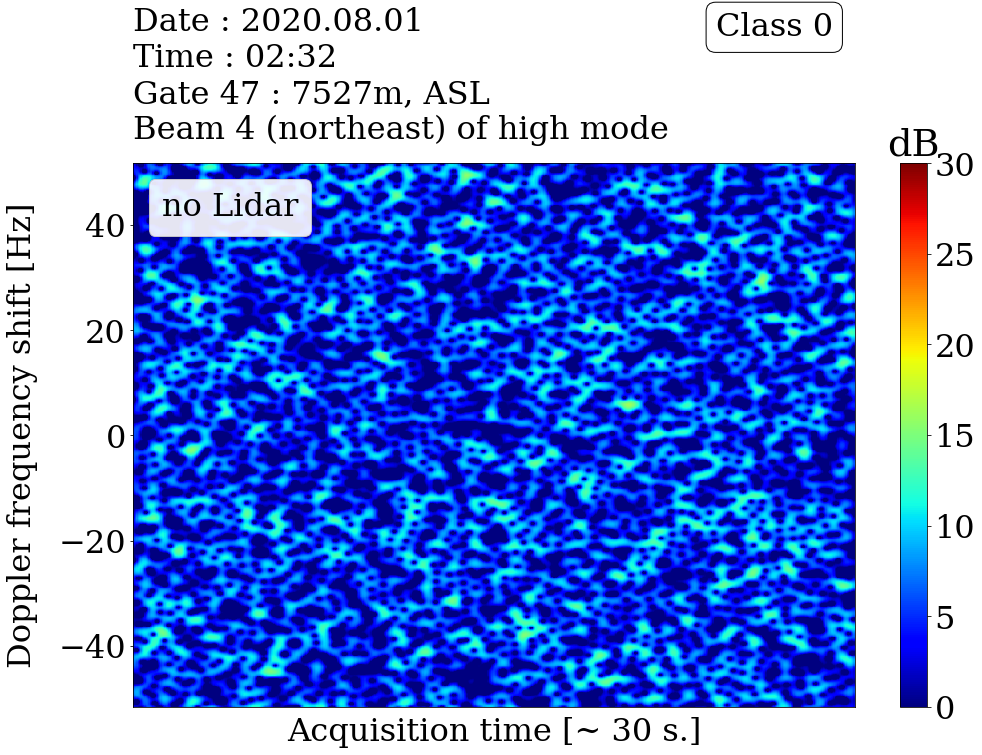 Date : 2020.08.01
Time : 02:32
Gate 47 : 7527m, ASL
Beam 4 (northeast) of high mode
Class 0
dB
no Lidar
Doppler frequency shift [Hz]
40
20
0
−20
−40
30
25
20
15
10
5
0
Acquisition time [~ 30 s.]